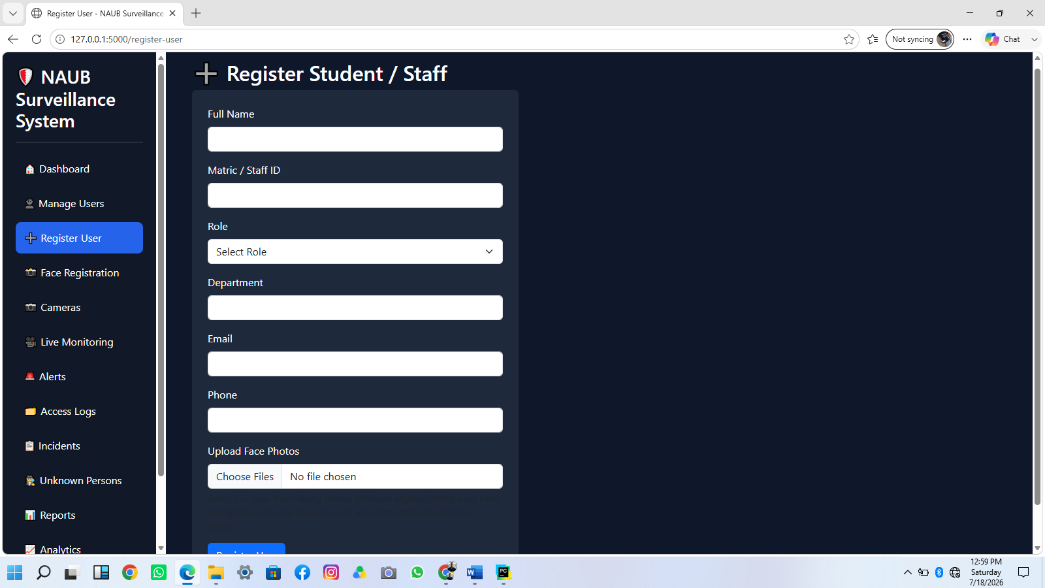 Register User - NAUB Surveillance
127.0.0.1:5000/register-user
Not syncing
Chat
NAUB
Surveillance
System
Dashboard
Manage Users
Register User
Face Registration
Cameras
Live Monitoring
Alerts
Access Logs
Incidents
Unknown Persons
Reports
Analytics
Register Student / Staff
Full Name
Matric / Staff ID
Role
Select Role
Department
Email
Phone
Upload Face Photos
Choose Files
No file chosen
12:59 PM
Saturday
7/18/2026